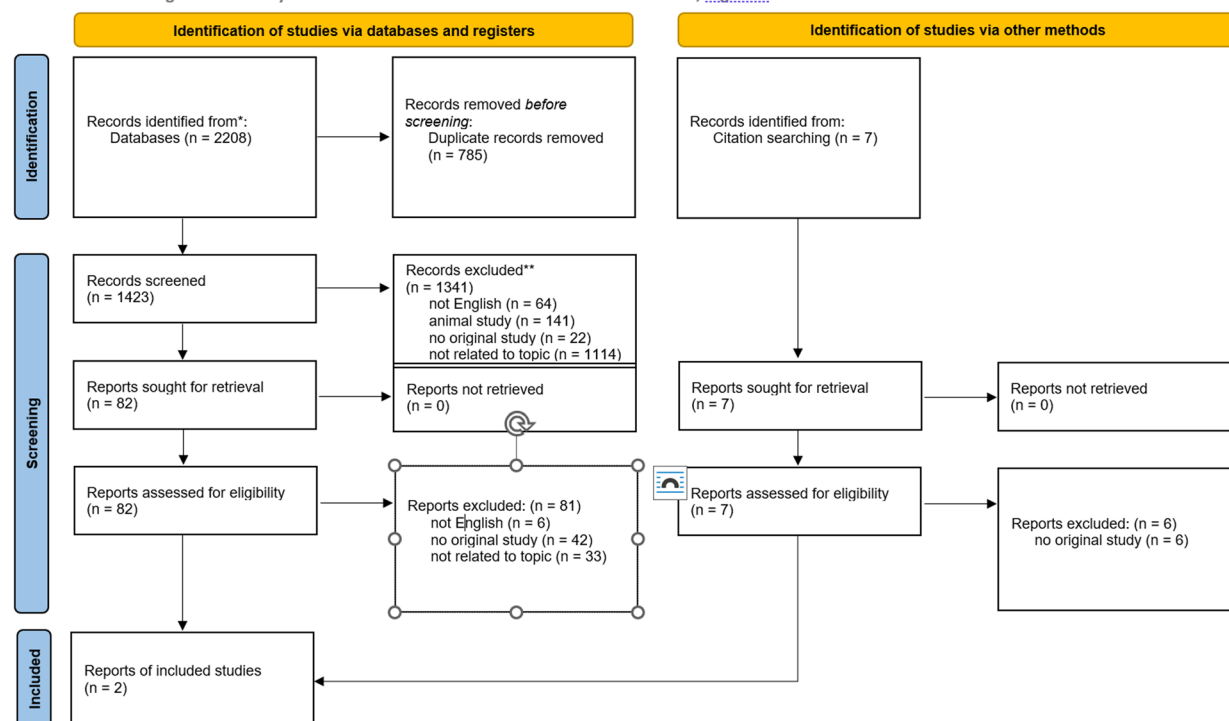 Identification of studies via databases and registers
Identification of studies via other methods
Identification
Records identified from*:
Databases (n = 2208)
Records removed before
screening:
Duplicate records removed
(n = 785)
Records identified from:
Citation searching (n = 7)
Screening
Records screened
(n = 1423)
Records excluded**
(n = 1341)
not English (n = 64)
animal study (n = 141)
no original study (n = 22)
not related to topic (n = 1114)
Reports sought for retrieval
(n = 82)
Reports not retrieved
(n = 0)
Reports sought for retrieval
(n = 7)
Reports not retrieved
(n = 0)
Reports assessed for eligibility
(n = 82)
Reports excluded: (n = 81)
not English (n = 6)
no original study (n = 42)
not related to topic (n = 33)
Reports assessed for eligibility
(n = 7)
Reports excluded: (n = 6)
no original study (n = 6)
Included
Reports of included studies
(n = 2)